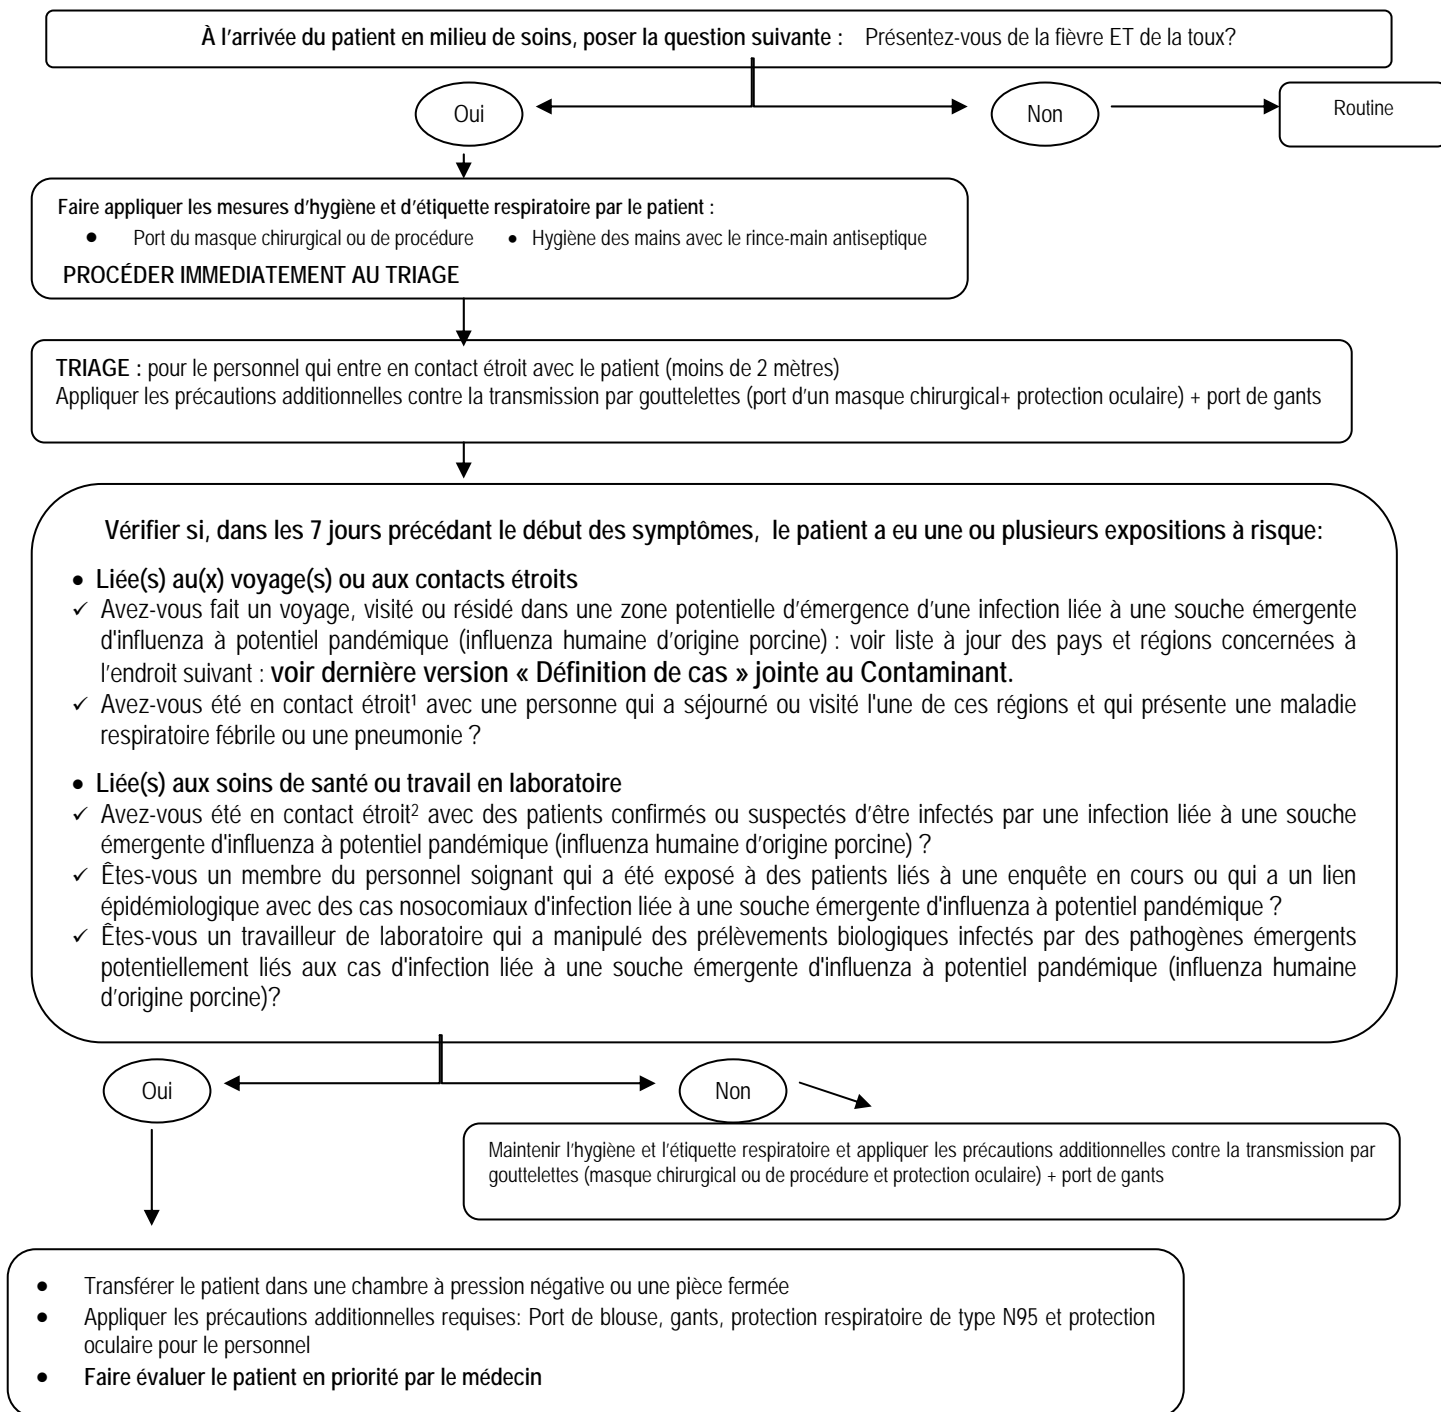 À l'arrivée du patient en milieu de soins, poser la question suivante : Présentez-vous de la fièvre ET de la toux?
Oui
Non
Routine
Faire appliquer les mesures d'hygiène et d'étiquette respiratoire par le patient :
● Port du masque chirurgical ou de procédure ● Hygiène des mains avec le rince-main antiseptique
PROCÉDER IMMEDIATEMENT AU TRIAGE
TRIAGE : pour le personnel qui entre en contact étroit avec le patient (moins de 2 mètres)
Appliquer les précautions additionnelles contre la transmission par gouttelettes (port d'un masque chirurgical+ protection oculaire) + port de gants
Vérifier si, dans les 7 jours précédant le début des symptômes, le patient a eu une ou plusieurs expositions à risque:
• Liée(s) au(x) voyage(s) ou aux contacts étroits
✓ Avez-vous fait un voyage, visité ou résidé dans une zone potentielle d'émergence d'une infection liée à une souche émergente
d'influenza à potentiel pandémique (influenza humaine d'origine porcine) : voir liste à jour des pays et régions concernées à
l'endroit suivant : voir dernière version « Définition de cas » jointe au Contaminant.
✓ Avez-vous été en contact étroit¹ avec une personne qui a séjourné ou visité l'une de ces régions et qui présente une maladie
respiratoire fébrile ou une pneumonie ?
• Liée(s) aux soins de santé ou travail en laboratoire
✓ Avez-vous été en contact étroit² avec des patients confirmés ou suspectés d'être infectés par une infection liée à une souche
émergente d'influenza à potentiel pandémique (influenza humaine d'origine porcine) ?
✓ Êtes-vous un membre du personnel soignant qui a été exposé à des patients liés à une enquête en cours ou qui a un lien
épidémiologique avec des cas nosocomiaux d'infection liée à une souche émergente d'influenza à potentiel pandémique ?
✓ Êtes-vous un travailleur de laboratoire qui a manipulé des prélèvements biologiques infectés par des pathogènes émergents
potentiellement liés aux cas d'infection liée à une souche émergente d'influenza à potentiel pandémique (influenza humaine
d'origine porcine)?
Oui
Non
Maintenir l'hygiène et l'étiquette respiratoire et appliquer les précautions additionnelles contre la transmission par
gouttelettes (masque chirurgical ou de procédure et protection oculaire) + port de gants
● Transférer le patient dans une chambre à pression négative ou une pièce fermée
● Appliquer les précautions additionnelles requises: Port de blouse, gants, protection respiratoire de type N95 et protection
oculaire pour le personnel
● Faire évaluer le patient en priorité par le médecin